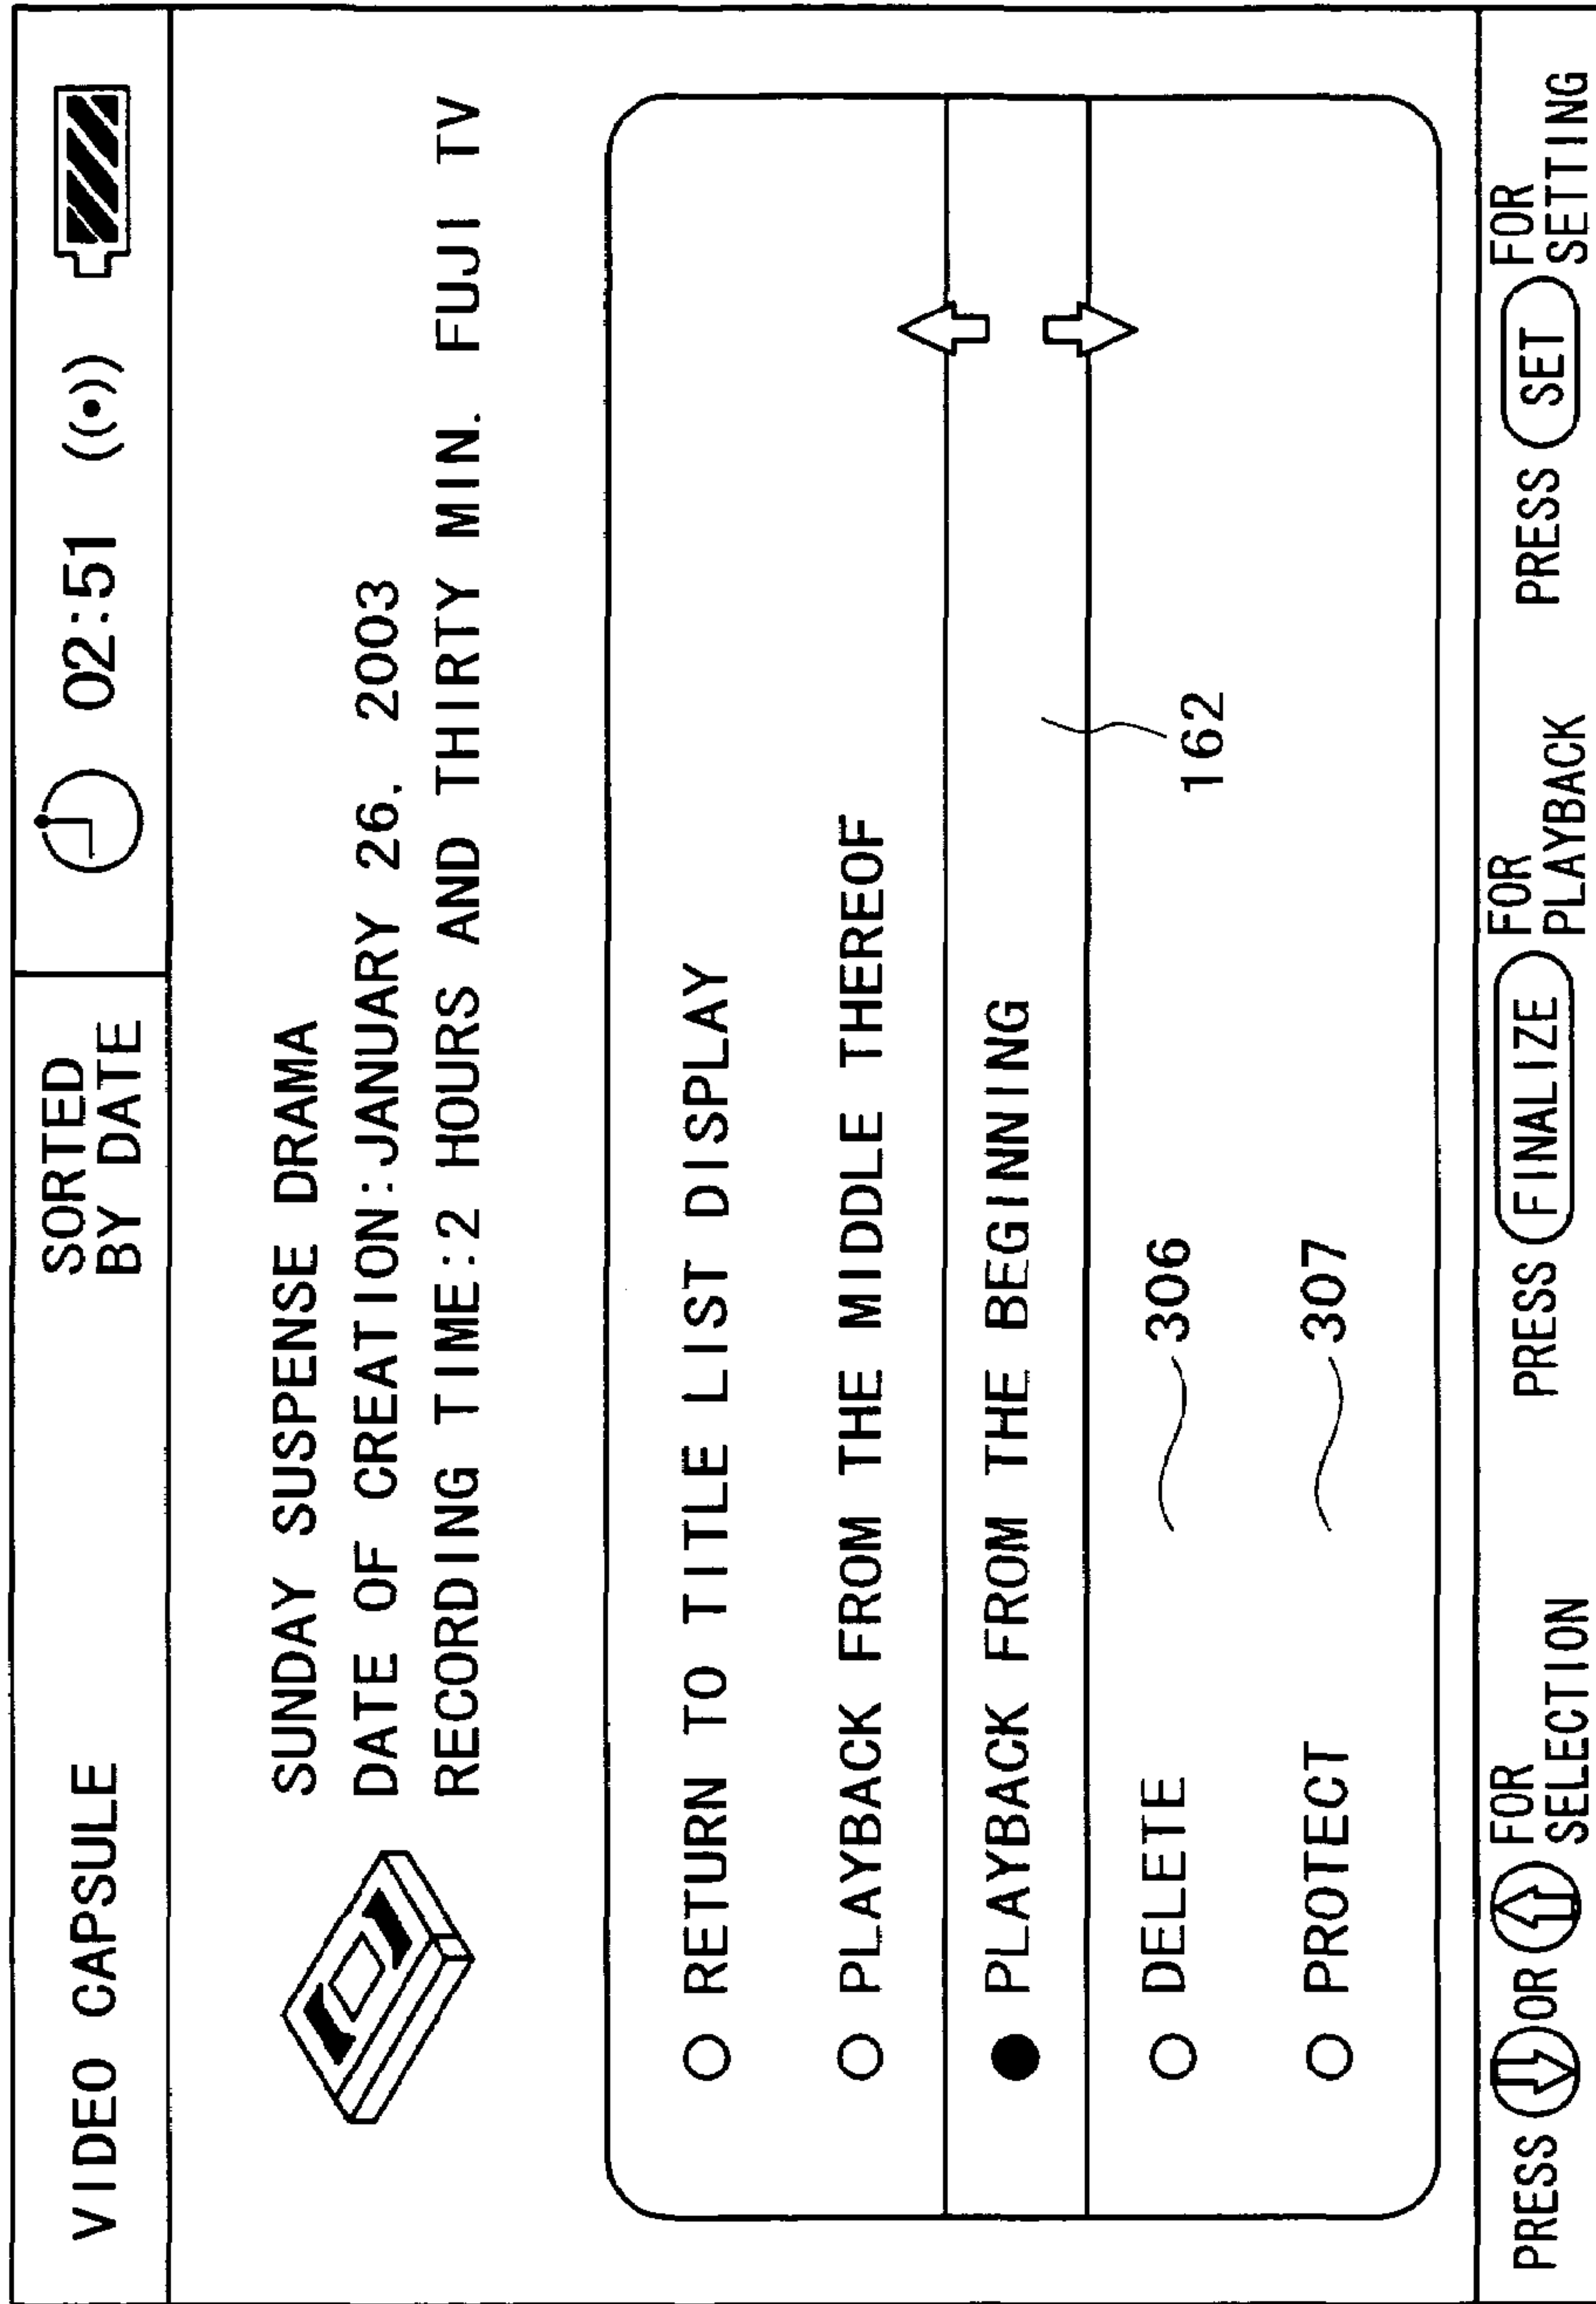 VIDEO CAPSULE
SORTED
BY DATE
02:51
SUNDAY SUSPENSE DRAMA
DATE OF CREATION:JANUARY 26, 2003
RECORDING TIME:2 HOURS AND THIRTY MIN. FUJI TV
RETURN TO TITLE LIST DISPLAY
PLAYBACK FROM THE MIDDLE THEREOF
PLAYBACK FROM THE BEGINNING
162
DELETE 306
PROTECT 307
PRESS OR FOR SELECTION
PRESS FINALIZE FOR PLAYBACK
PRESS SET FOR SETTING